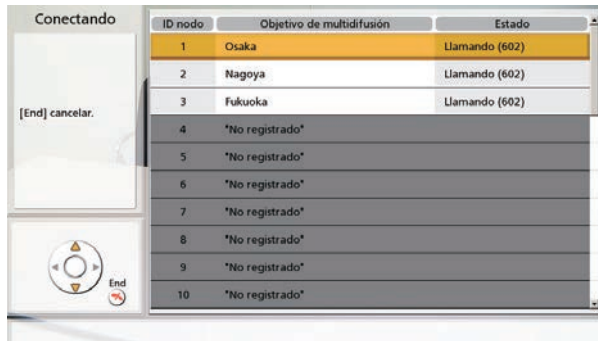 Conectando
[End] cancelar.
End
ID nodo Objetivo de multidifusión Estado
1 Osaka Llamando (602)
2 Nagoya Llamando (602)
3 Fukuoka Llamando (602)
4 *No registrado*
5 *No registrado*
6 *No registrado*
7 *No registrado*
8 *No registrado*
9 *No registrado*
10 *No registrado*